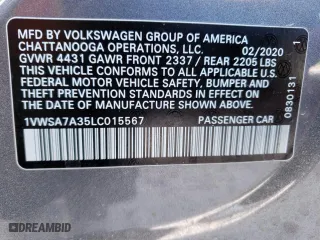 MFD BY VOLKSWAGEN GROUP OF AMERICA
CHATTANOOGA OPERATIONS, LLC. 02/2020
GVWR 4431 GAWR FRONT 2337 / REAR 2205 LBS
THIS VEHICLE CONFORMS TO ALL APPLICABLE U.S.
FEDERAL MOTOR VEHICLE SAFETY, BUMPER, AND
THEFT PREVENTION STANDARDS IN EFFECT ON THE
DATE OF MANUFACTURE SHOWN ABOVE.
1VWSA7A35LC015567 PASSENGER CAR
0830131 1
DREAMBID